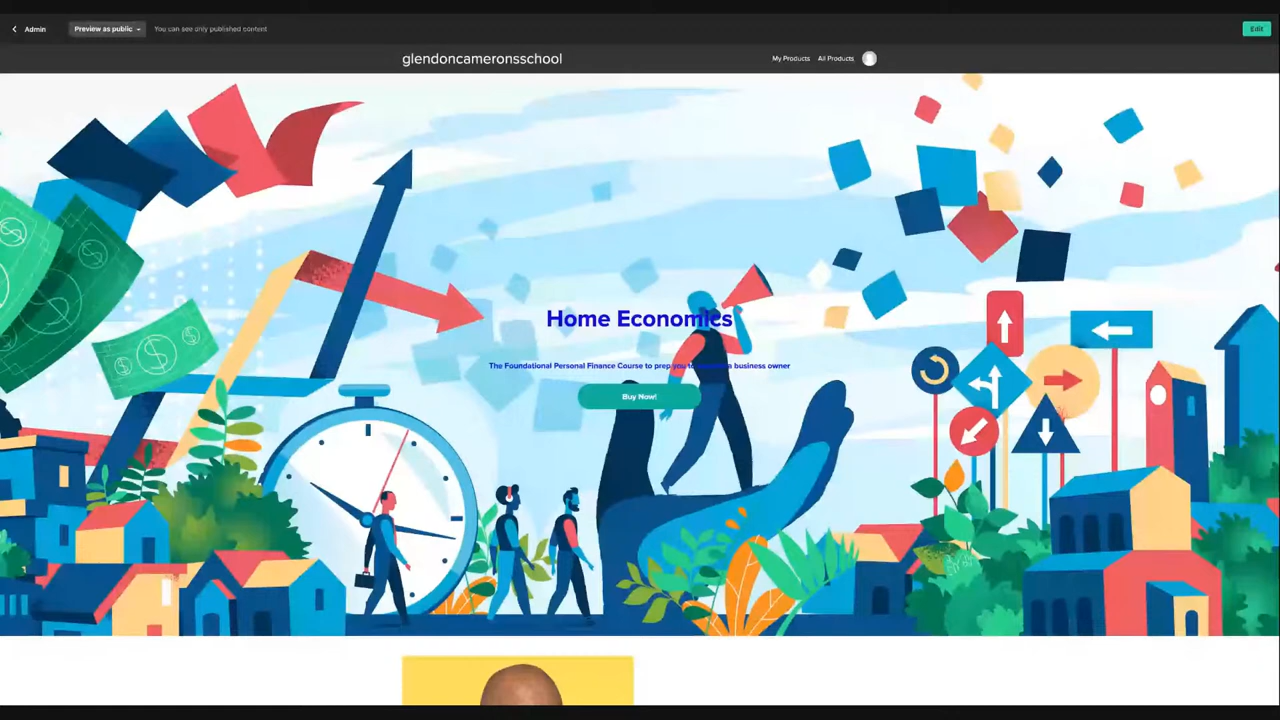 Admin
Preview as public
You can see only published content
Edit
glendoncameronsschool
My Products
All Products
Home Economics
The Foundational Personal Finance Course to prep you to a business owner
Buy Now!